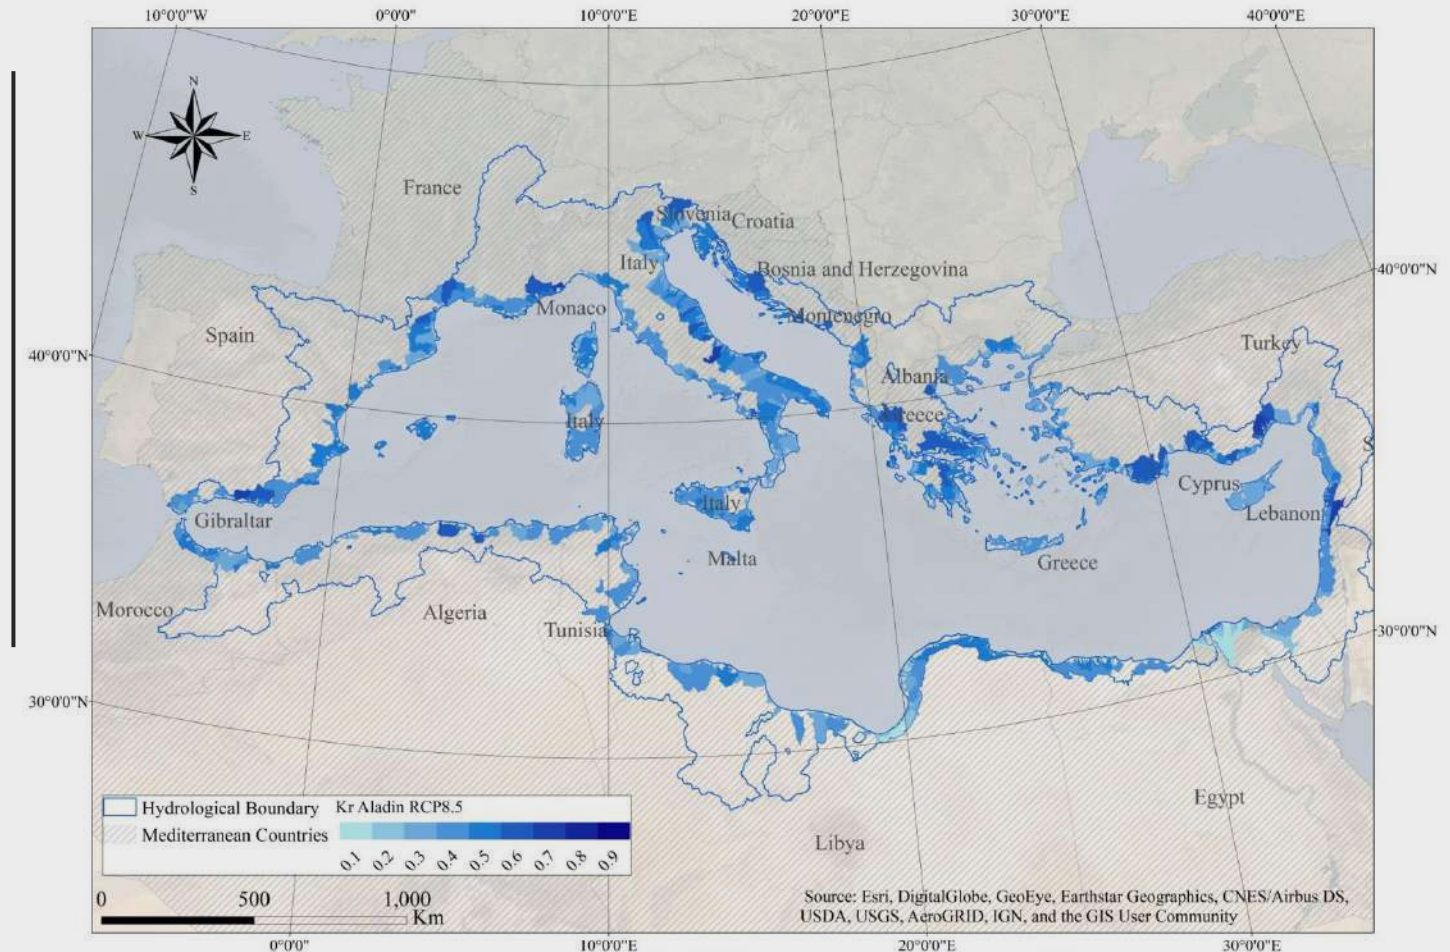 10°0'0"W 0°0'0"E 10°0'0"E 20°0'0"E 30°0'0"E 40°0'0"E
N
W E
S
France
Slovenia Croatia
Italy
Bosnia and Herzegovina
40°0'0"N
Monaco
Montenegro
Spain
Turkey
40°0'0"N
Albania
Greece
Italy
S
Cyprus
Italy
Lebanon
Gibraltar
Malta
Greece
Morocco
Algeria
Tunisia
30°0'0"N
30°0'0"N
Egypt
Libya
Hydrological Boundary
Mediterranean Countries
Kr Aladin RCP8.5
0.1 0.2 0.3 0.4 0.5 0.6 0.7 0.8 0.9
0 500 1,000
Km
Source: Esri, DigitalGlobe, GeoEye, Earthstar Geographics, CNES/Airbus DS,
USDA, USGS, AeroGRID, IGN, and the GIS User Community
0°0'0" 10°0'0"E 20°0'0"E 30°0'0"E